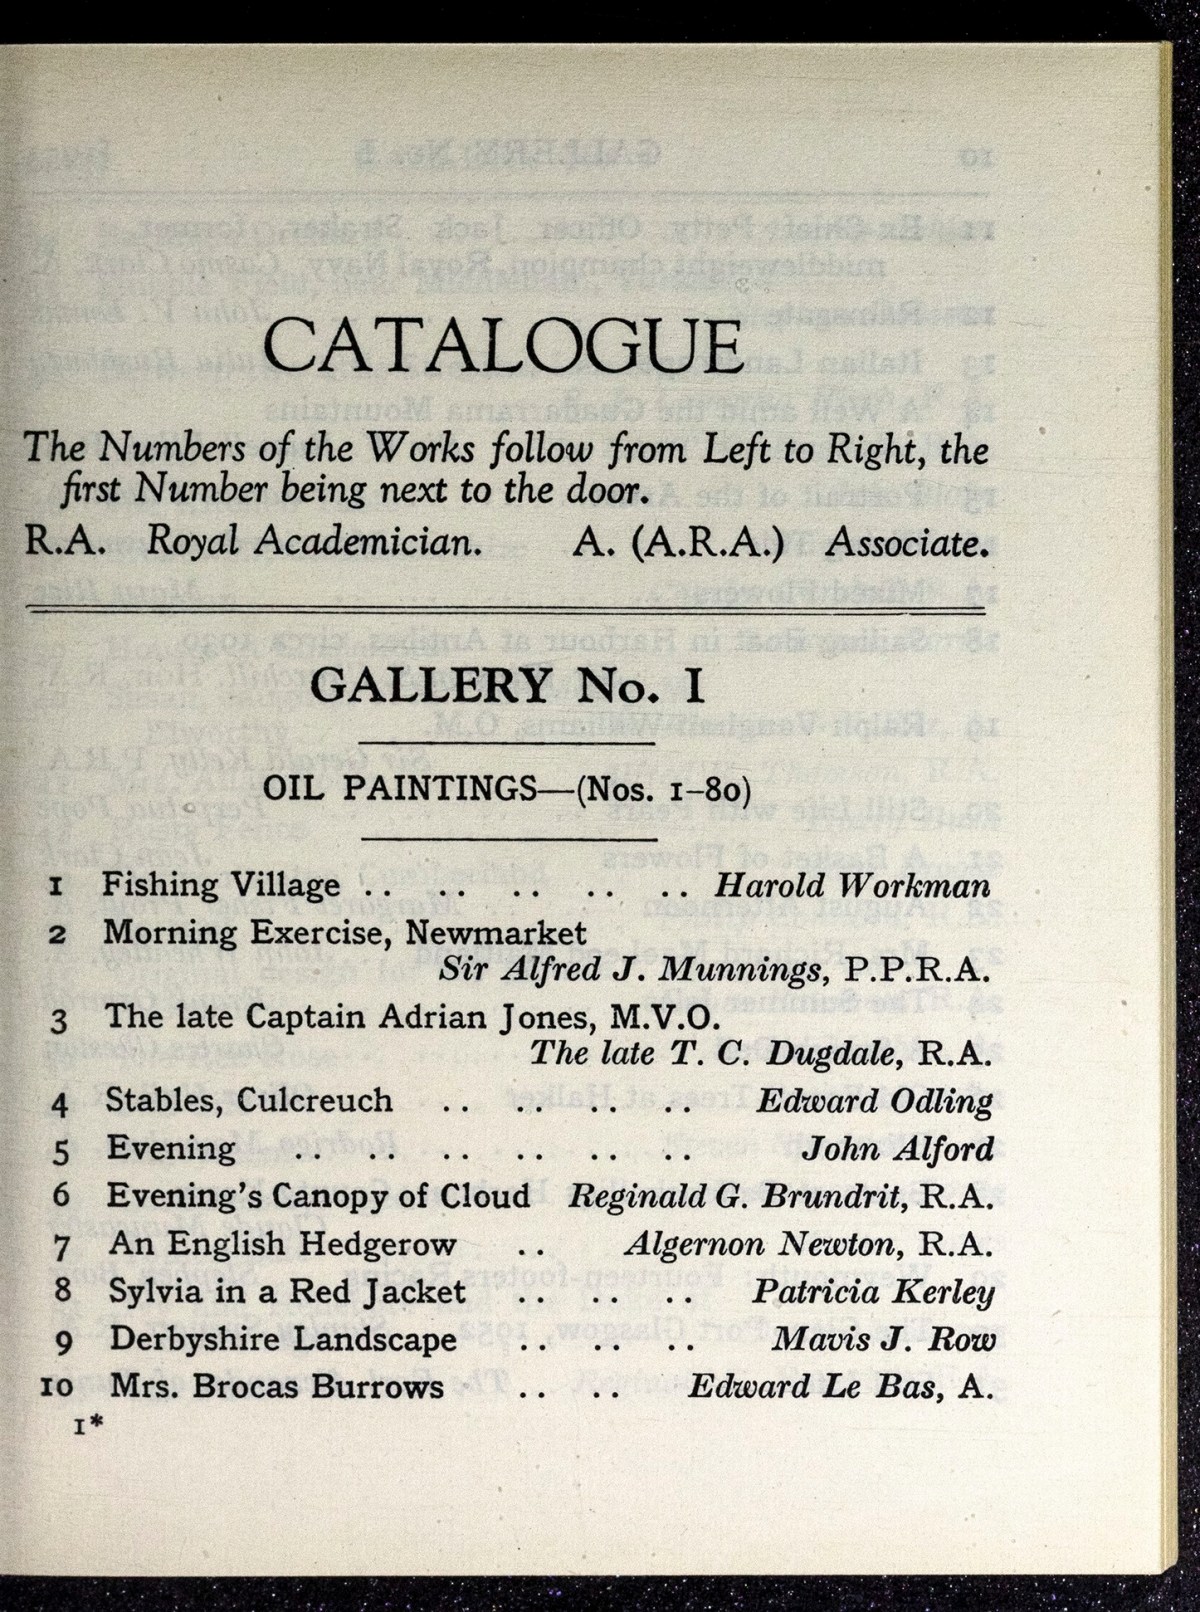 CATALOGUE
The Numbers of the Works follow from Left to Right, the
first Number being next to the door.
R.A. Royal Academician. A. (A.R.A.) Associate.
GALLERY No. I
OIL PAINTINGS—(Nos. 1–80)
1 Fishing Village .. .. .. .. .. Harold Workman
2 Morning Exercise, Newmarket
Sir Alfred J. Munnings, P.P.R.A.
3 The late Captain Adrian Jones, M.V.O.
The late T. C. Dugdale, R.A.
4 Stables, Culcreuch .. .. .. .. Edward Odling
5 Evening .. .. .. .. .. .. John Alford
6 Evening's Canopy of Cloud Reginald G. Brundrit, R.A.
7 An English Hedgerow .. Algernon Newton, R.A.
8 Sylvia in a Red Jacket .. .. .. Patricia Kerley
9 Derbyshire Landscape .. .. .. Mavis J. Row
10 Mrs. Brocas Burrows .. .. Edward Le Bas, A.
1*